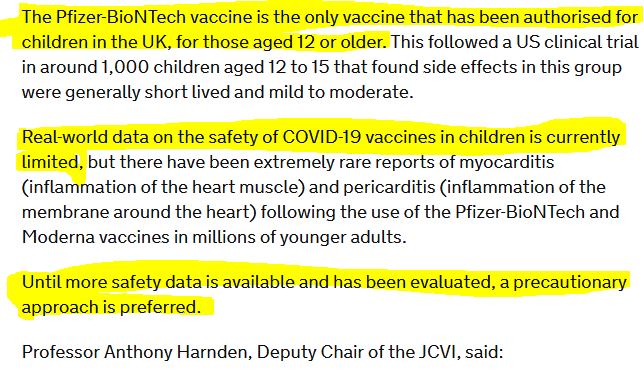 The Pfizer-BioNTech vaccine is the only vaccine that has been authorised for
children in the UK, for those aged 12 or older. This followed a US clinical trial
in around 1,000 children aged 12 to 15 that found side effects in this group
were generally short lived and mild to moderate.
Real-world data on the safety of COVID-19 vaccines in children is currently
limited, but there have been extremely rare reports of myocarditis
(inflammation of the heart muscle) and pericarditis (inflammation of the
membrane around the heart) following the use of the Pfizer-BioNTech and
Moderna vaccines in millions of younger adults.
Until more safety data is available and has been evaluated, a precautionary
approach is preferred.
Professor Anthony Harnden, Deputy Chair of the JCVI, said: